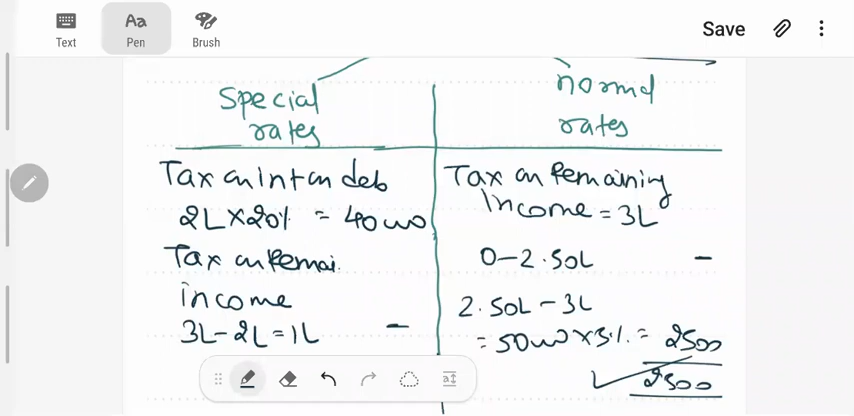 Text
Aa
Pen
Brush
Save
Special
rates
Tax on int on deb
2L×20% = 40000
Tax on Remai
income
3L-2L=1L -
normal
rates
Tax on Remaining
Income = 3L
0-2.50L -
2.50L - 3L
= 50000×5%. = 2500
2500